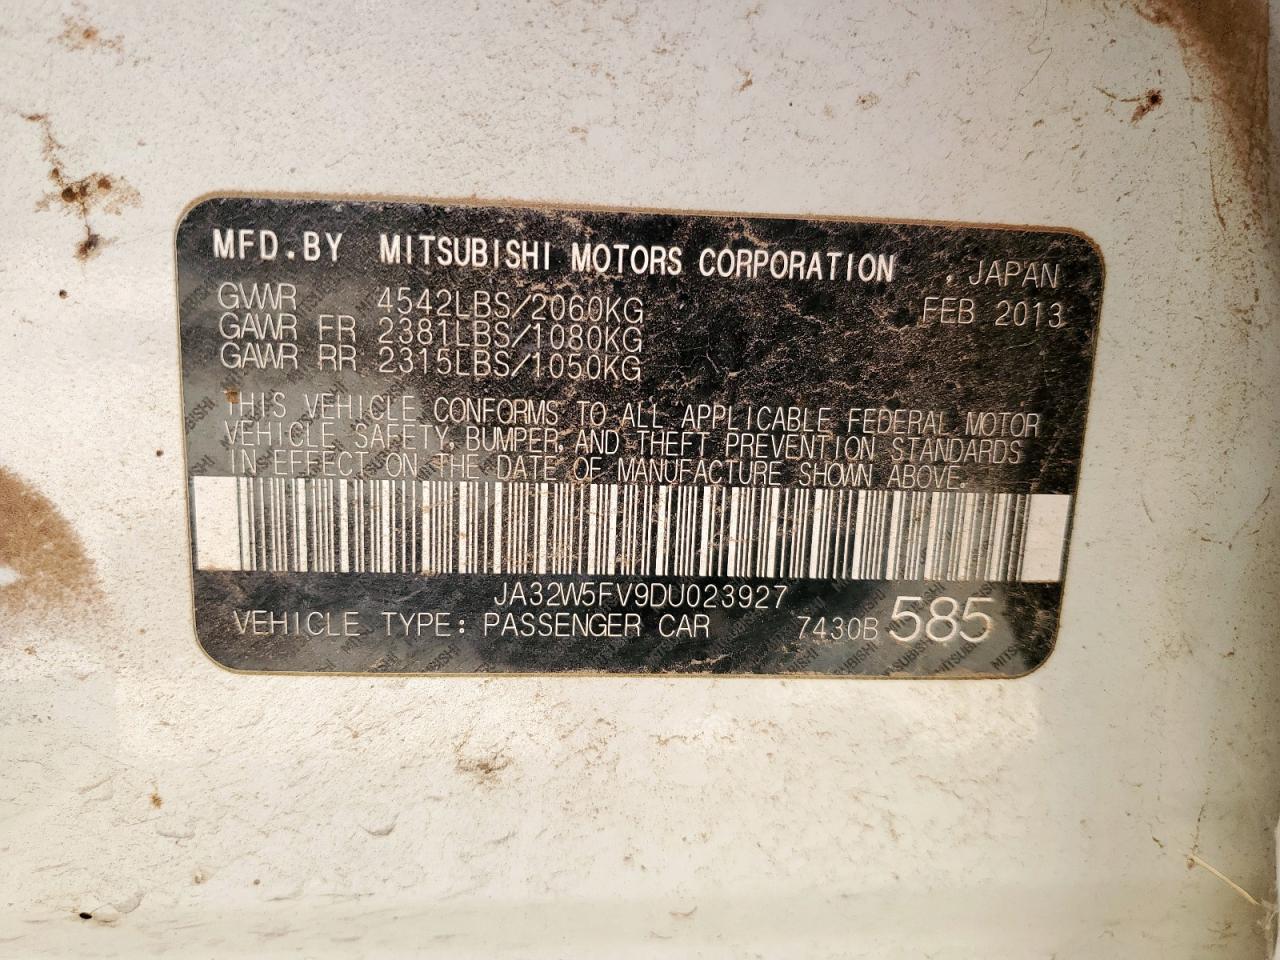 MFD.BY MITSUBISHI MOTORS CORPORATION . JAPAN
GVWR 4542LBS/2060KG FEB 2013
GAWR FR 2381LBS/1080KG
GAWR RR 2315LBS/1050KG
THIS VEHICLE CONFORMS TO ALL APPLICABLE FEDERAL MOTOR
VEHICLE SAFETY, BUMPER, AND THEFT PREVENTION STANDARDS
IN EFFECT ON THE DATE OF MANUFACTURE SHOWN ABOVE.
JA32W5FV9DU023927
VEHICLE TYPE: PASSENGER CAR 7430B 585